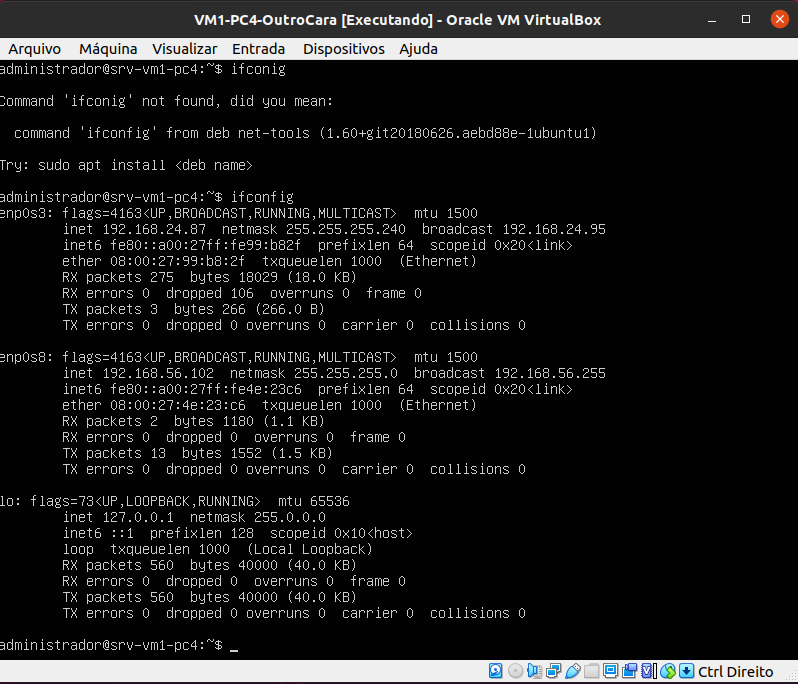 VM1-PC4-OutroCara [Executando] - Oracle VM VirtualBox
Arquivo Máquina Visualizar Entrada Dispositivos Ajuda
administrador@srv-vm1-pc4:~$ ifconig
Command 'ifconig' not found, did you mean:
command 'ifconfig' from deb net-tools (1.60+git20180626.aebd88e-1ubuntu1)
Try: sudo apt install <deb name>
administrador@srv-vm1-pc4:~$ ifconfig
enp0s3: flags=4163<UP,BROADCAST,RUNNING,MULTICAST> mtu 1500
inet 192.168.24.87 netmask 255.255.255.240 broadcast 192.168.24.95
inet6 fe80::a00:27ff:fe99:b82f prefixlen 64 scopeid 0x20<link>
ether 08:00:27:99:b8:2f txqueuelen 1000 (Ethernet)
RX packets 275 bytes 18029 (18.0 KB)
RX errors 0 dropped 106 overruns 0 frame 0
TX packets 3 bytes 266 (266.0 B)
TX errors 0 dropped 0 overruns 0 carrier 0 collisions 0
enp0s8: flags=4163<UP,BROADCAST,RUNNING,MULTICAST> mtu 1500
inet 192.168.56.102 netmask 255.255.255.0 broadcast 192.168.56.255
inet6 fe80::a00:27ff:fe4e:23c6 prefixlen 64 scopeid 0x20<link>
ether 08:00:27:4e:23:c6 txqueuelen 1000 (Ethernet)
RX packets 2 bytes 1180 (1.1 KB)
RX errors 0 dropped 0 overruns 0 frame 0
TX packets 13 bytes 1552 (1.5 KB)
TX errors 0 dropped 0 overruns 0 carrier 0 collisions 0
lo: flags=73<UP,LOOPBACK,RUNNING> mtu 65536
inet 127.0.0.1 netmask 255.0.0.0
inet6 ::1 prefixlen 128 scopeid 0x10<host>
loop txqueuelen 1000 (Local Loopback)
RX packets 560 bytes 40000 (40.0 KB)
RX errors 0 dropped 0 overruns 0 frame 0
TX packets 560 bytes 40000 (40.0 KB)
TX errors 0 dropped 0 overruns 0 carrier 0 collisions 0
administrador@srv-vm1-pc4:~$ _
Ctrl Direito